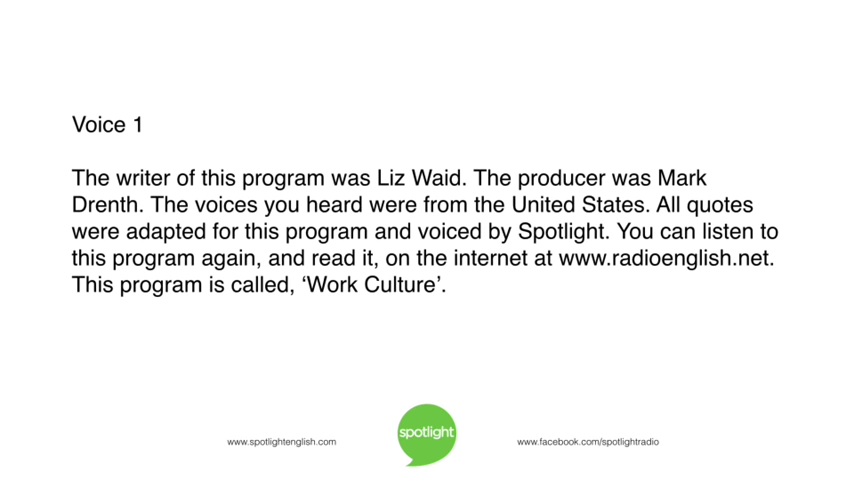 Voice 1
The writer of this program was Liz Waid. The producer was Mark
Drenth. The voices you heard were from the United States. All quotes
were adapted for this program and voiced by Spotlight. You can listen to
this program again, and read it, on the internet at www.radioenglish.net.
This program is called, ‘Work Culture’.
spotlight
www.spotlightenglish.com
www.facebook.com/spotlightradio